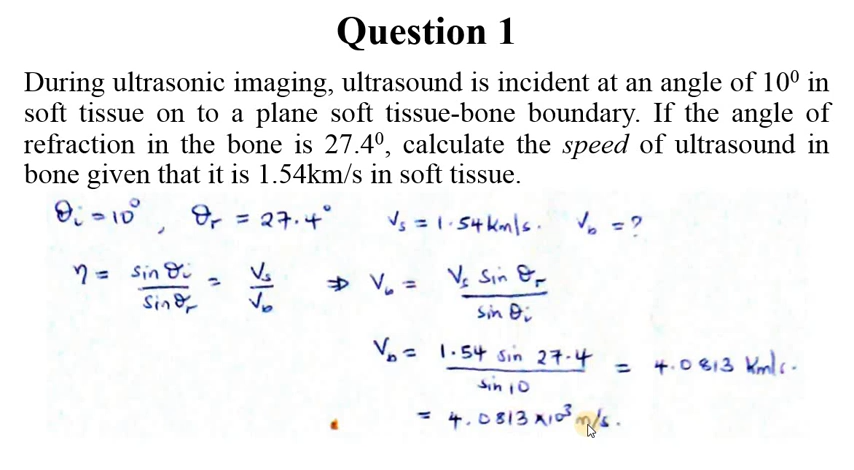 Question 1
During ultrasonic imaging, ultrasound is incident at an angle of 10⁰ in
soft tissue on to a plane soft tissue-bone boundary. If the angle of
refraction in the bone is 27.4⁰, calculate the speed of ultrasound in
bone given that it is 1.54km/s in soft tissue.
θi = 10°, θr = 27.4° Vs = 1.54 km/s. Vb = ?
η = sin θi / sin θr = Vs / Vb ⇒ Vb = Vs sin θr / sin θi
Vb = 1.54 sin 27.4 / sin 10 = 4.0813 km/s.
= 4.0813 x 10³ m/s.